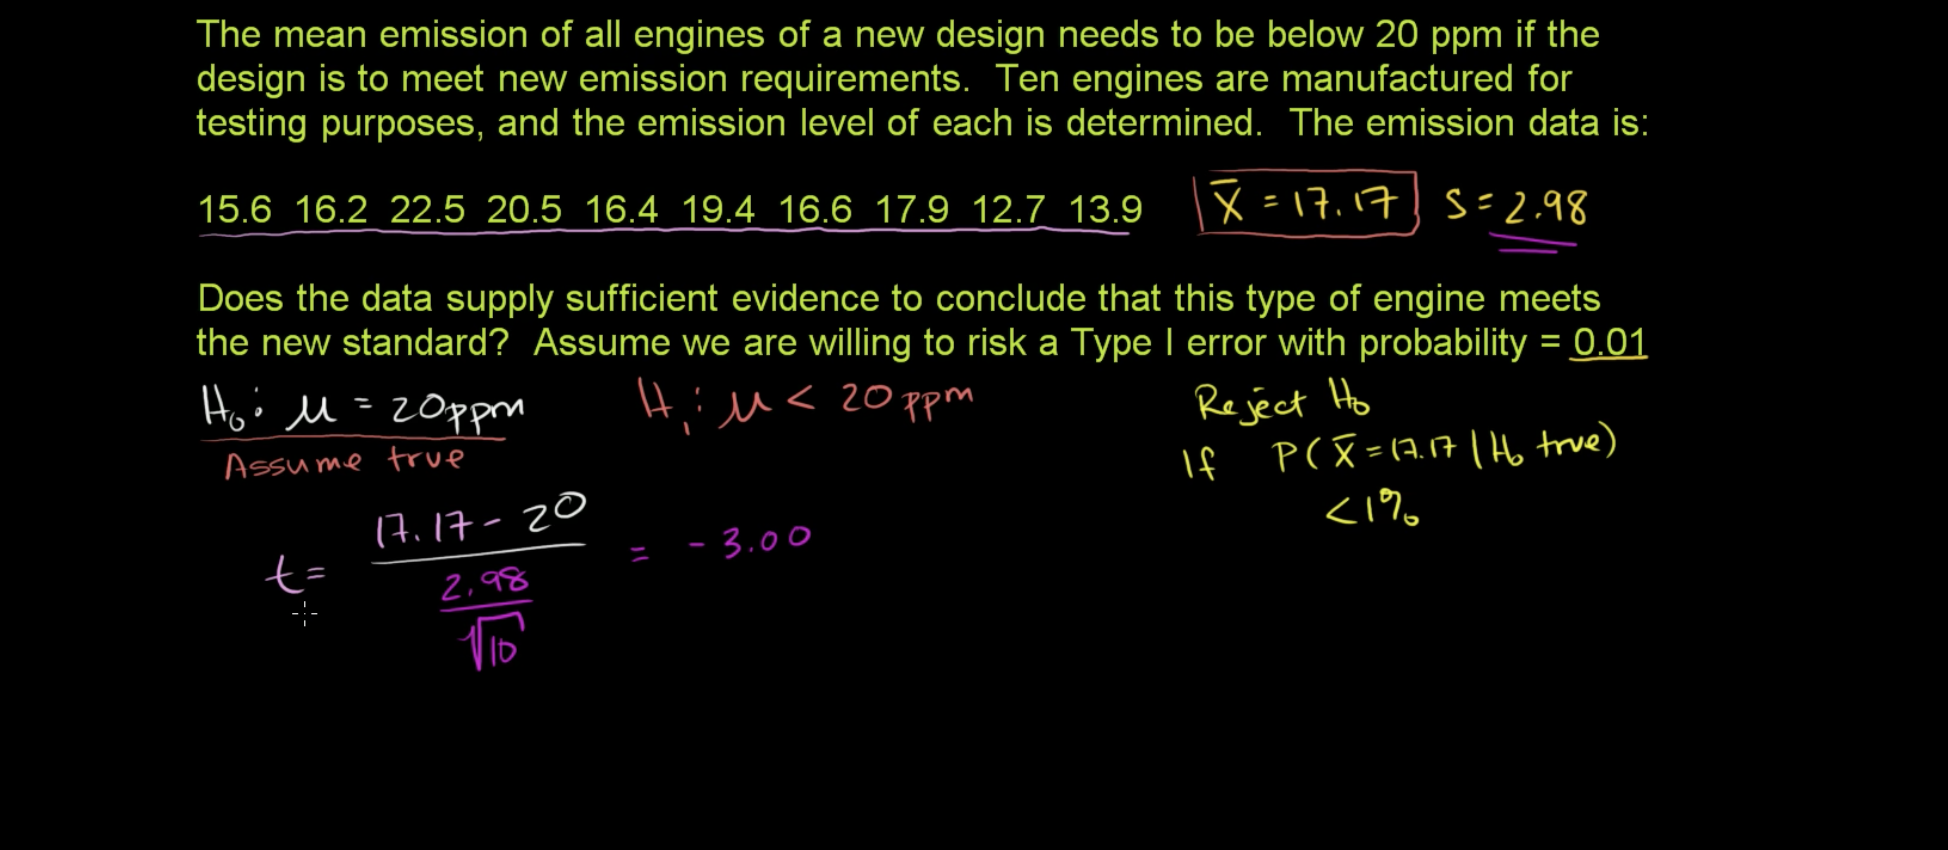 The mean emission of all engines of a new design needs to be below 20 ppm if the
design is to meet new emission requirements. Ten engines are manufactured for
testing purposes, and the emission level of each is determined. The emission data is:
15.6 16.2 22.5 20.5 16.4 19.4 16.6 17.9 12.7 13.9 X̄ = 17.17 S = 2.98
Does the data supply sufficient evidence to conclude that this type of engine meets
the new standard? Assume we are willing to risk a Type I error with probability = 0.01
H₀: μ = 20ppm H₁: μ < 20ppm Reject H₀
Assume true If P(X̄ = 17.17 | H₀ true)
<1%
17.17 - 20
t = = - 3.00
2.98
√10